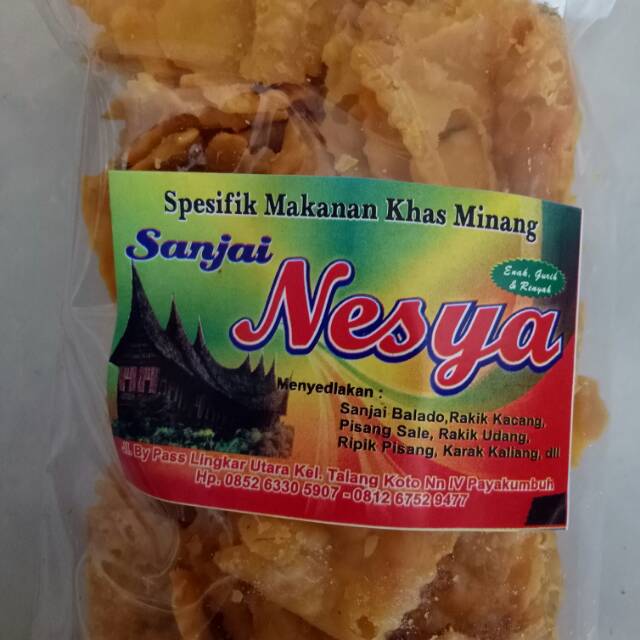 Spesifik Makanan Khas Minang
Sanjai
Nesya
Enak, Gurih
& Renyah
Menyediakan :
Sanjai Balado,Rakik Kacang,
Pisang Sale, Rakik Udang,
Ripik Pisang, Karak Kaliang, dll
Jl. By Pass Lingkar Utara Kel. Talang Koto Nn IV Payakumbuh
Hp. 0852 6330 5907 - 0812 6752 9477